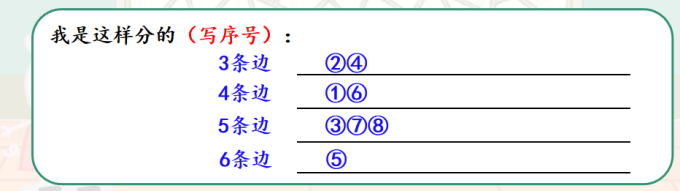 我是这样分的（写序号）：
3条边 ②④
4条边 ①⑥
5条边 ③⑦⑧
6条边 ⑤